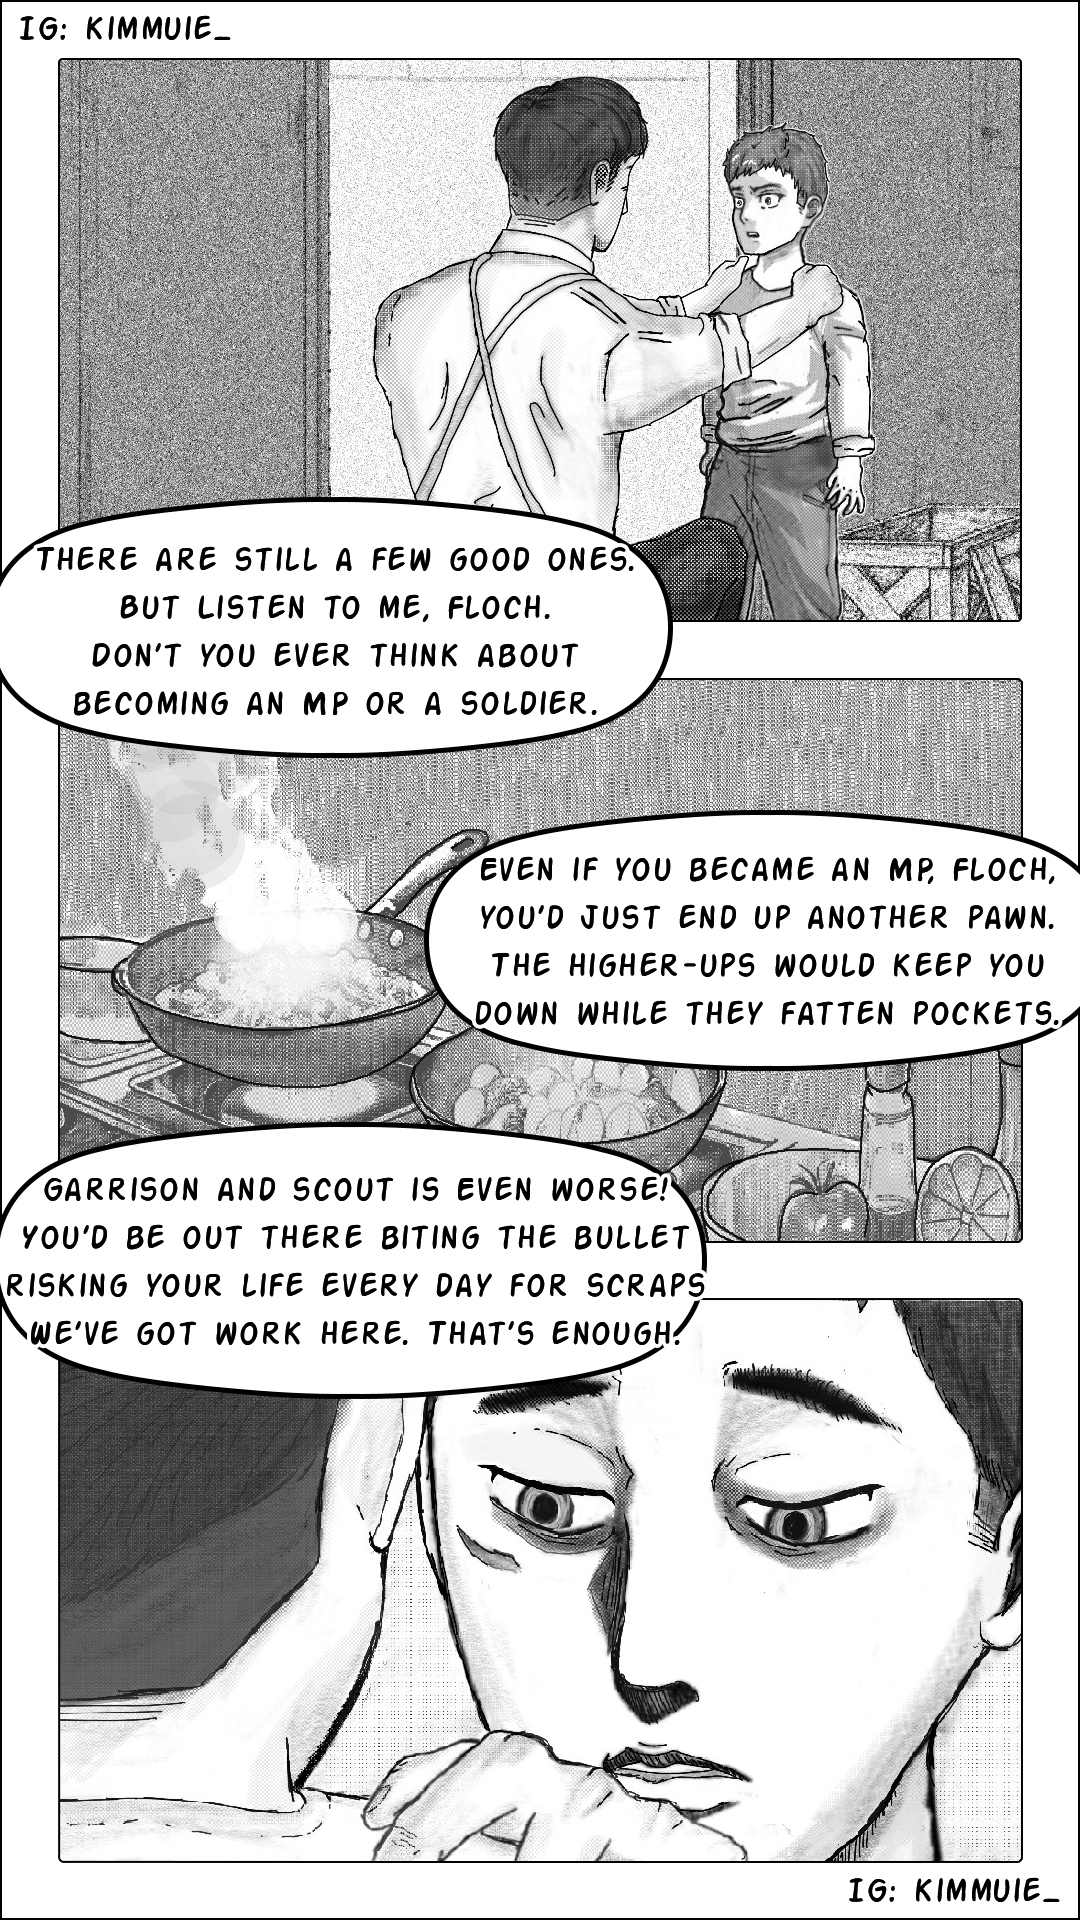 IG: KIMMUIE_
THERE ARE STILL A FEW GOOD ONES.
BUT LISTEN TO ME, FLOCH.
DON'T YOU EVER THINK ABOUT
BECOMING AN MP OR A SOLDIER.
EVEN IF YOU BECAME AN MP, FLOCH,
YOU'D JUST END UP ANOTHER PAWN.
THE HIGHER-UPS WOULD KEEP YOU
DOWN WHILE THEY FATTEN POCKETS.
GARRISON AND SCOUT IS EVEN WORSE!
YOU'D BE OUT THERE BITING THE BULLET
RISKING YOUR LIFE EVERY DAY FOR SCRAPS
WE'VE GOT WORK HERE. THAT'S ENOUGH.
IG: KIMMUIE_